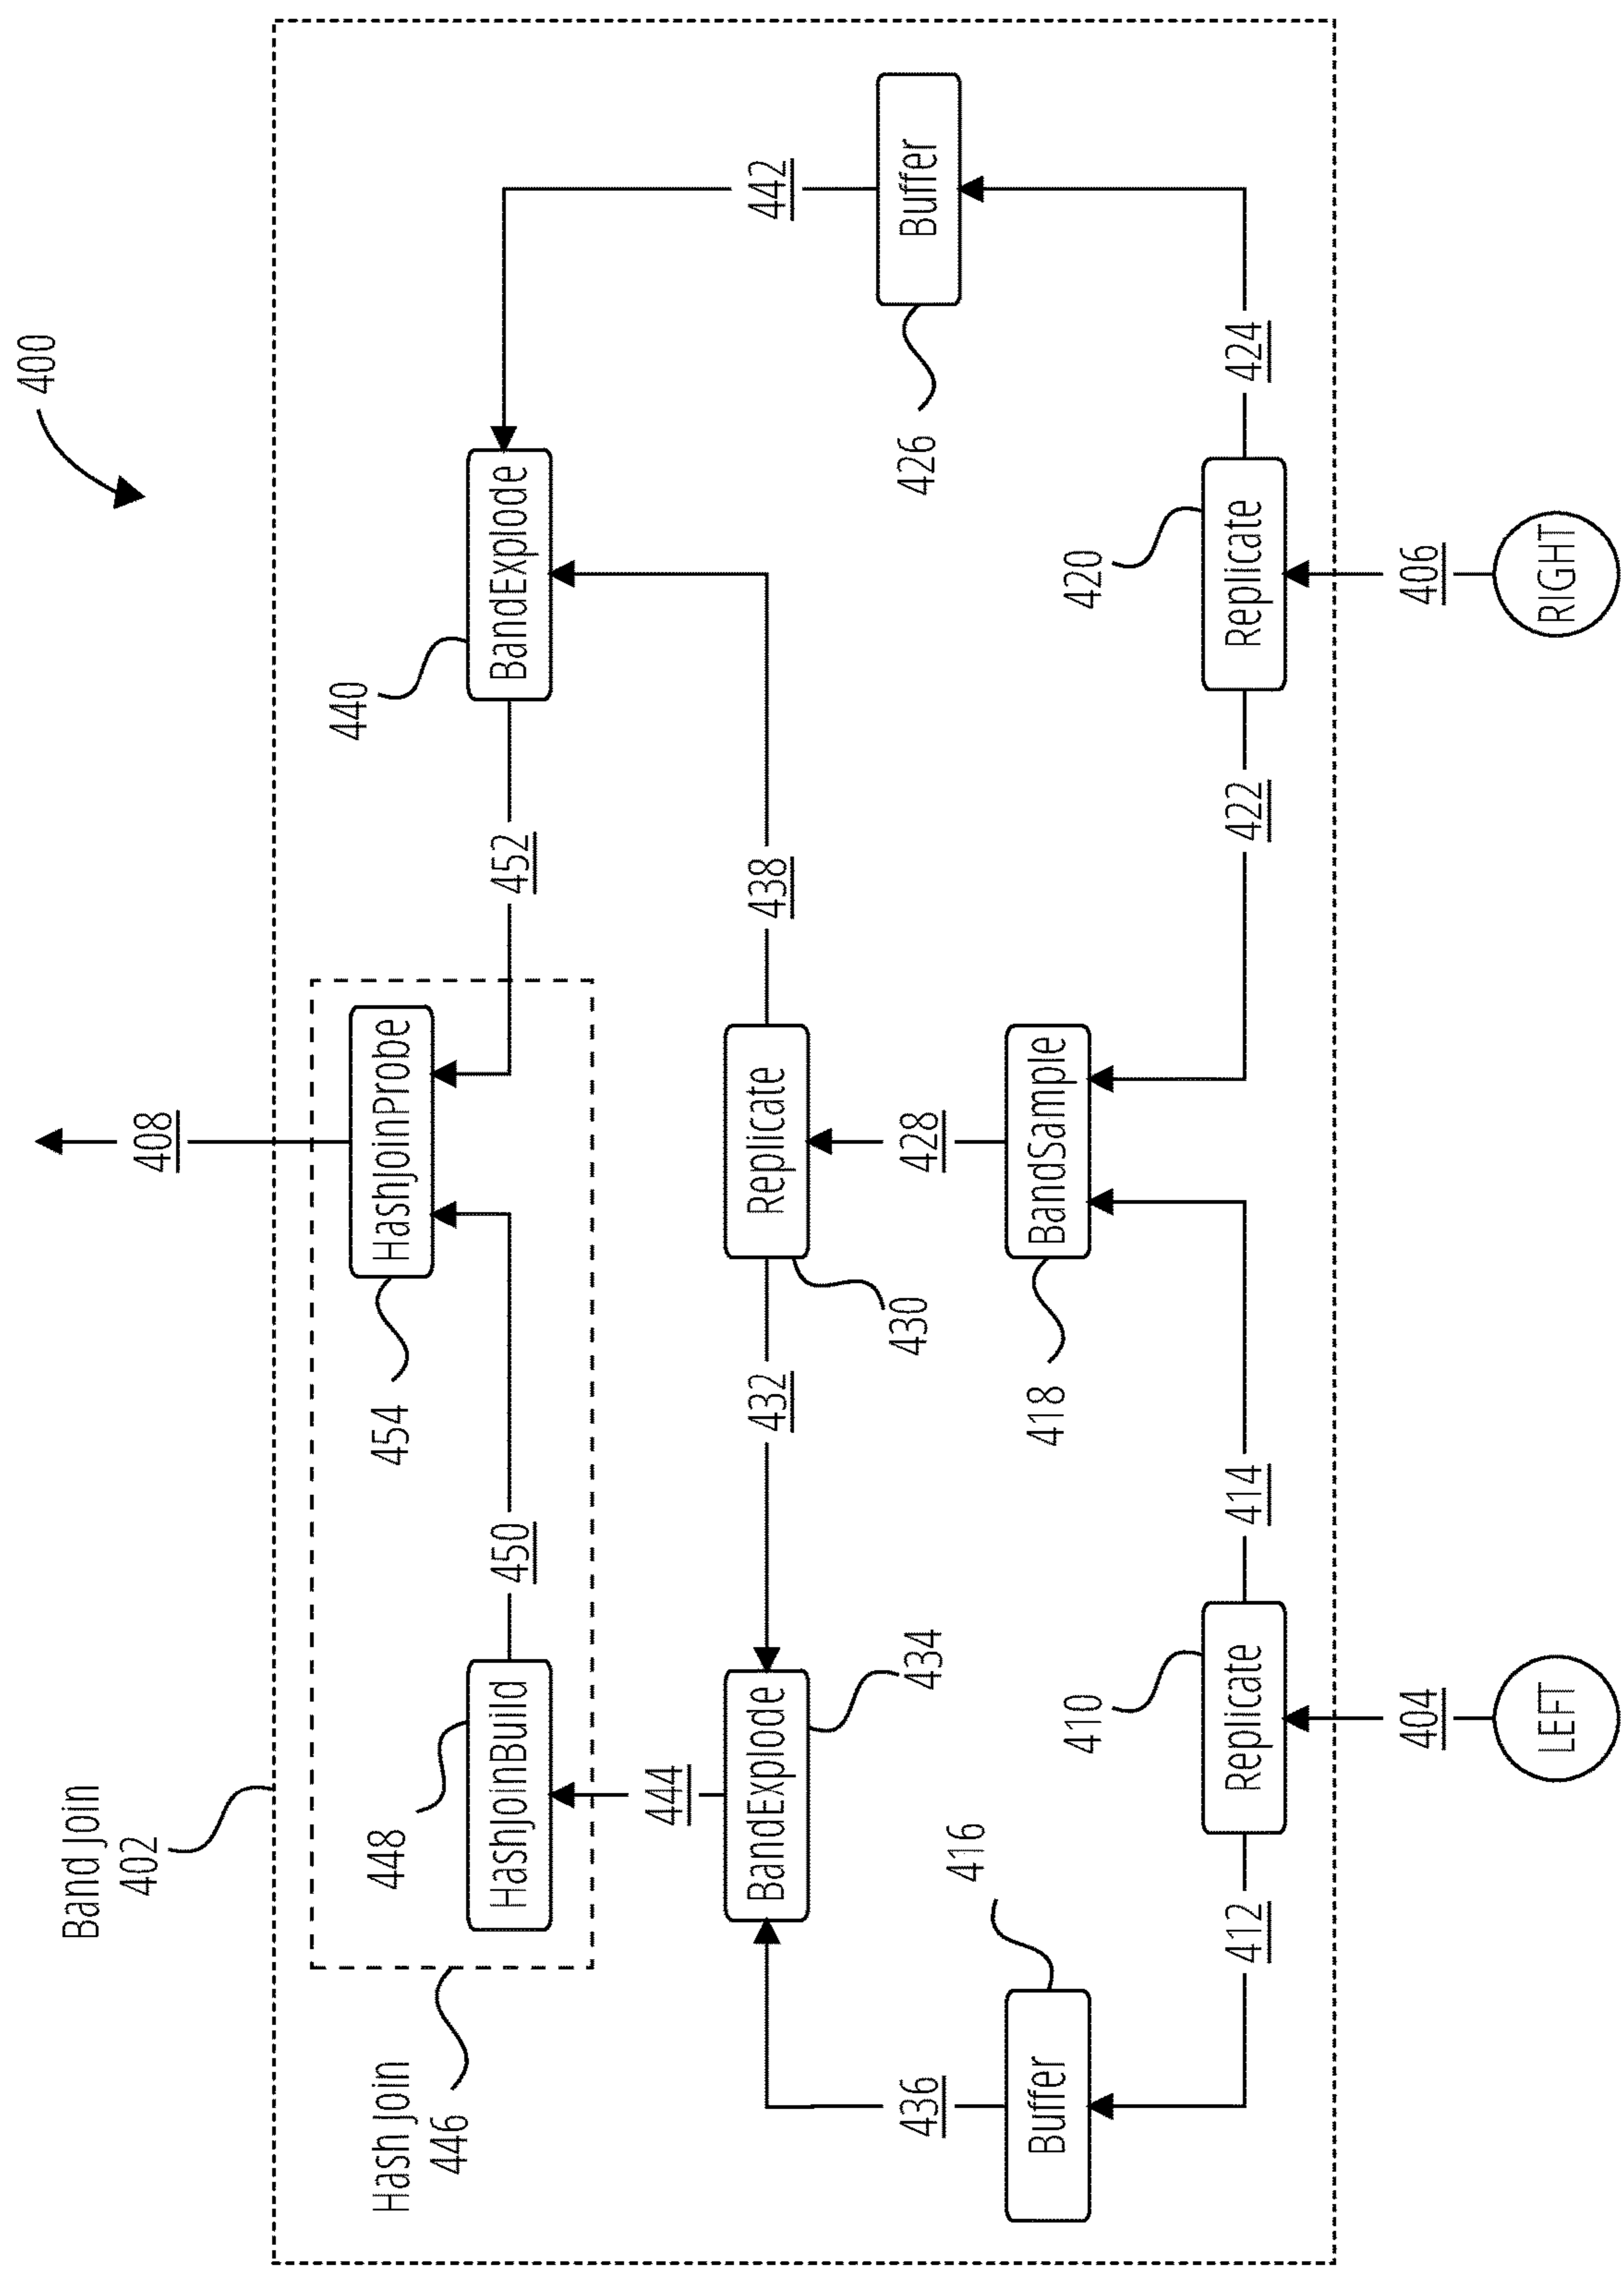 400
Band Join
402
408
Hash Join
446
448
HashJoinBuild
450
454
HashJoinProbe
452
440
BandExplode
442
444
434
BandExplode
432
430
Replicate
438
436
416
Buffer
428
418
BandSample
426
Buffer
412
410
Replicate
414
422
420
Replicate
424
404
LEFT
406
RIGHT